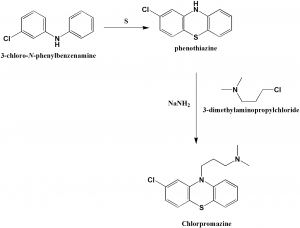 S
Cl
N
H
3-chloro-N-phenylbenzenamine
Cl
H
N
S
phenothiazine
N
Cl
NaNH2
3-dimethylaminopropylchloride
N
Cl
N
S
Chlorpromazine